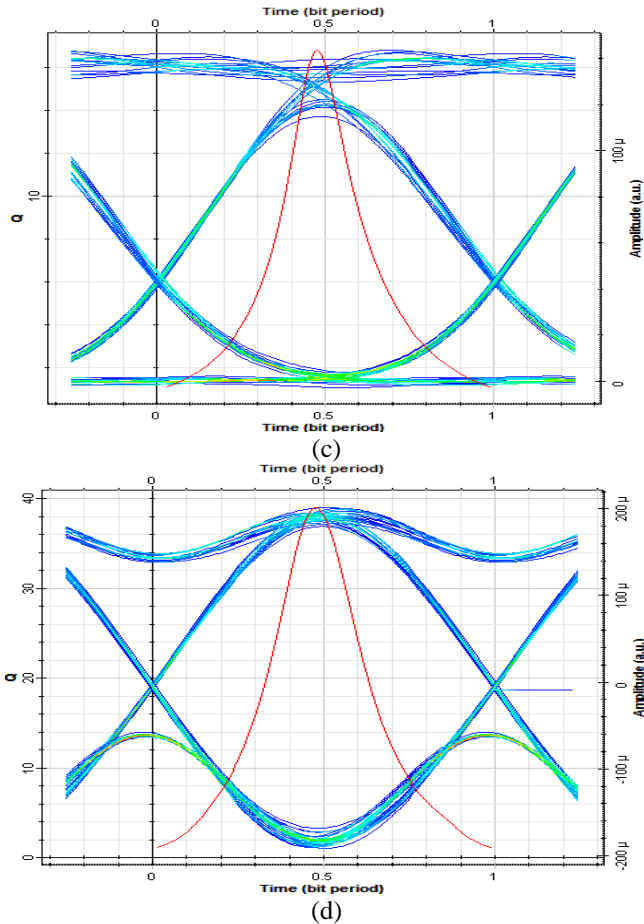 Time (bit period)
0 0.5 1
10
Q
100 µ
0
Amplitude (a.u.)
0 0.5 1
Time (bit period)
(c)
Time (bit period)
0 0.5 1
40
30
20
10
0
Q
200 µ
100 µ
0
-100 µ
-200 µ
Amplitude (a.u.)
0 0.5 1
Time (bit period)
(d)